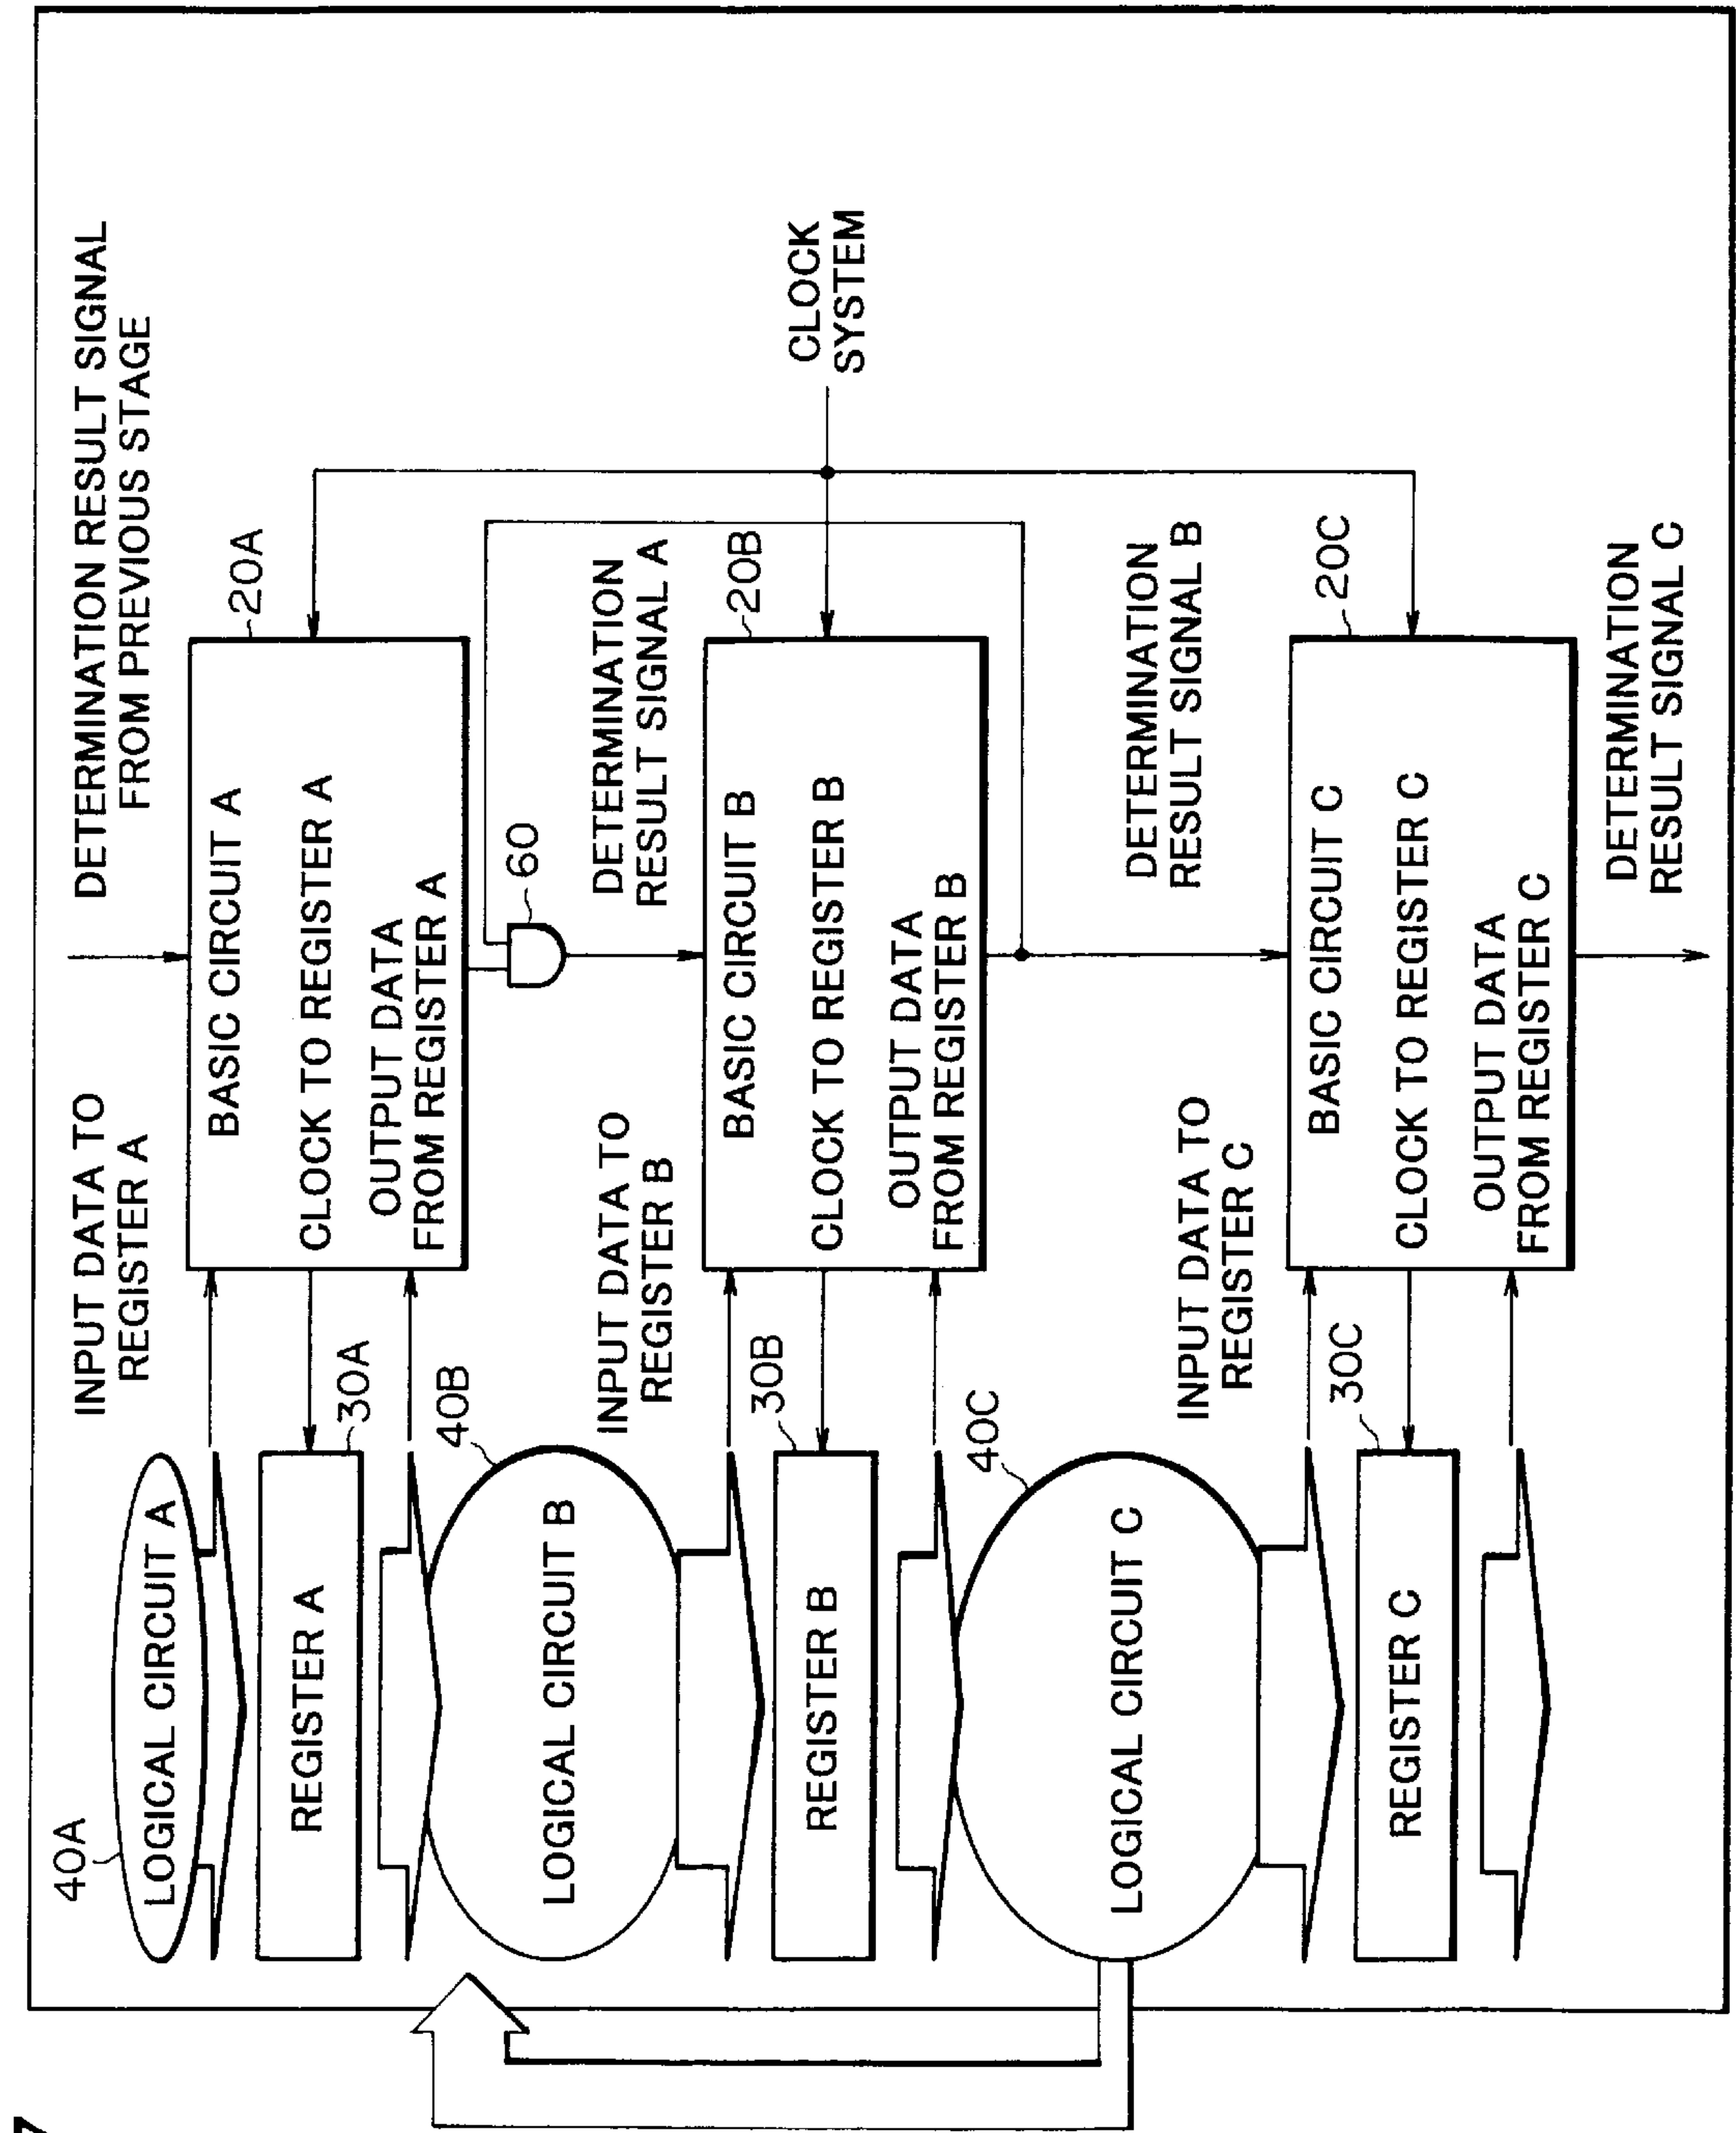 7
40A
LOGICAL CIRCUIT A
INPUT DATA TO
REGISTER A
DETERMINATION RESULT SIGNAL
FROM PREVIOUS STAGE
20A
BASIC CIRCUIT A
CLOCK TO REGISTER A
OUTPUT DATA
FROM REGISTER A
REGISTER A
30A
40B
LOGICAL CIRCUIT B
60
DETERMINATION
RESULT SIGNAL A
INPUT DATA TO
REGISTER B
20B
BASIC CIRCUIT B
CLOCK TO REGISTER B
OUTPUT DATA
FROM REGISTER B
CLOCK
SYSTEM
REGISTER B
30B
40C
LOGICAL CIRCUIT C
DETERMINATION
RESULT SIGNAL B
INPUT DATA TO
REGISTER C
20C
BASIC CIRCUIT C
CLOCK TO REGISTER C
OUTPUT DATA
FROM REGISTER C
REGISTER C
30C
DETERMINATION
RESULT SIGNAL C